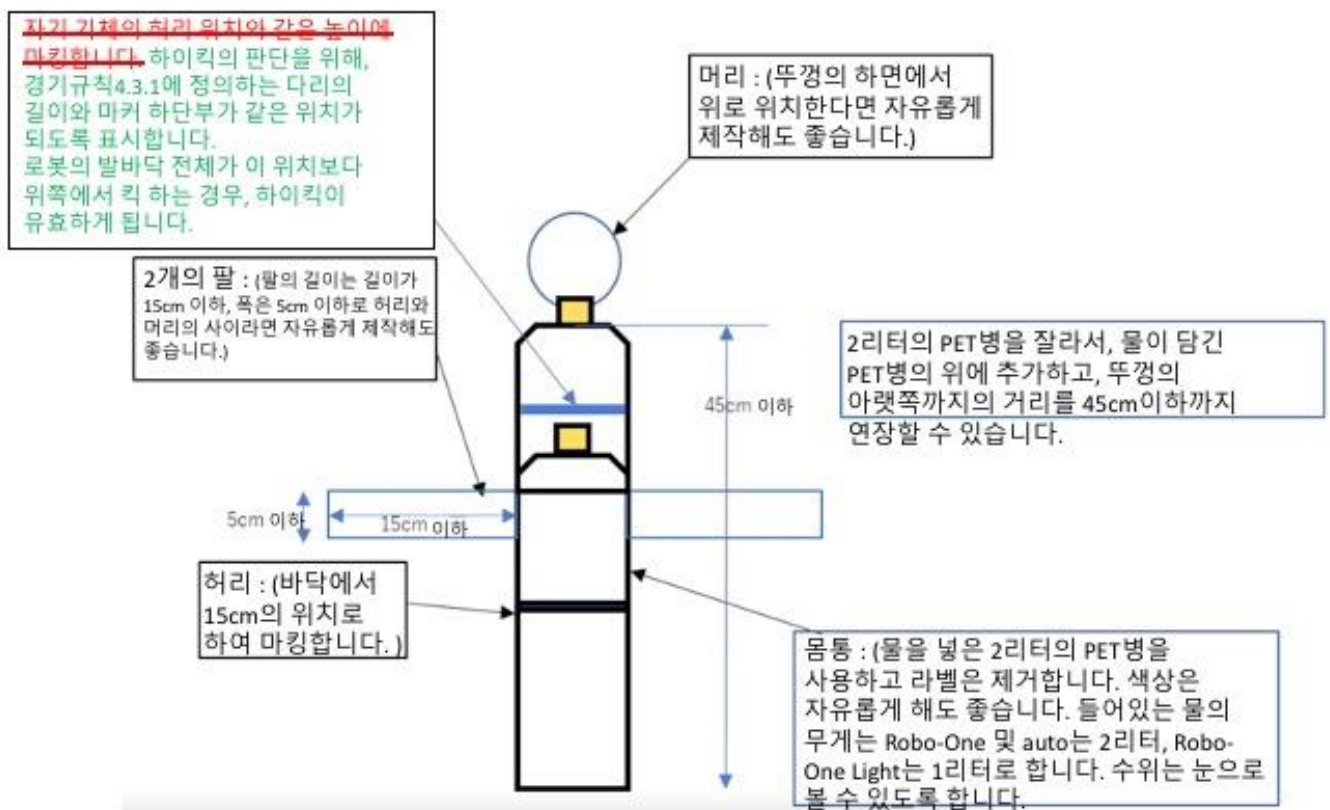 자기 기체의 허리 위치와 같은 높이에
마킹합니다. 하이킥의 판단을 위해,
경기규칙4.3.1에 정의하는 다리의
길이와 마커 하단부가 같은 위치가
되도록 표시합니다.
로봇의 발바닥 전체가 이 위치보다
위쪽에서 킥 하는 경우, 하이킥이
유효하게 됩니다.
머리 : (뚜껑의 하면에서
위로 위치한다면 자유롭게
제작해도 좋습니다.)
2개의 팔 : (팔의 길이는 길이가
15cm 이하, 폭은 5cm 이하로 허리와
머리의 사이라면 자유롭게 제작해도
좋습니다.)
2리터의 PET병을 잘라서, 물이 담긴
PET병의 위에 추가하고, 뚜껑의
아랫쪽까지의 거리를 45cm이하까지
연장할 수 있습니다.
45cm 이하
5cm 이하
15cm 이하
허리 : (바닥에서
15cm의 위치로
하여 마킹합니다. )
몸통 : (물을 넣은 2리터의 PET병을
사용하고 라벨은 제거합니다. 색상은
자유롭게 해도 좋습니다. 들어있는 물의
무게는 Robo-One 및 auto는 2리터, Robo-
One Light는 1리터로 합니다. 수위는 눈으로
볼 수 있도록 합니다.